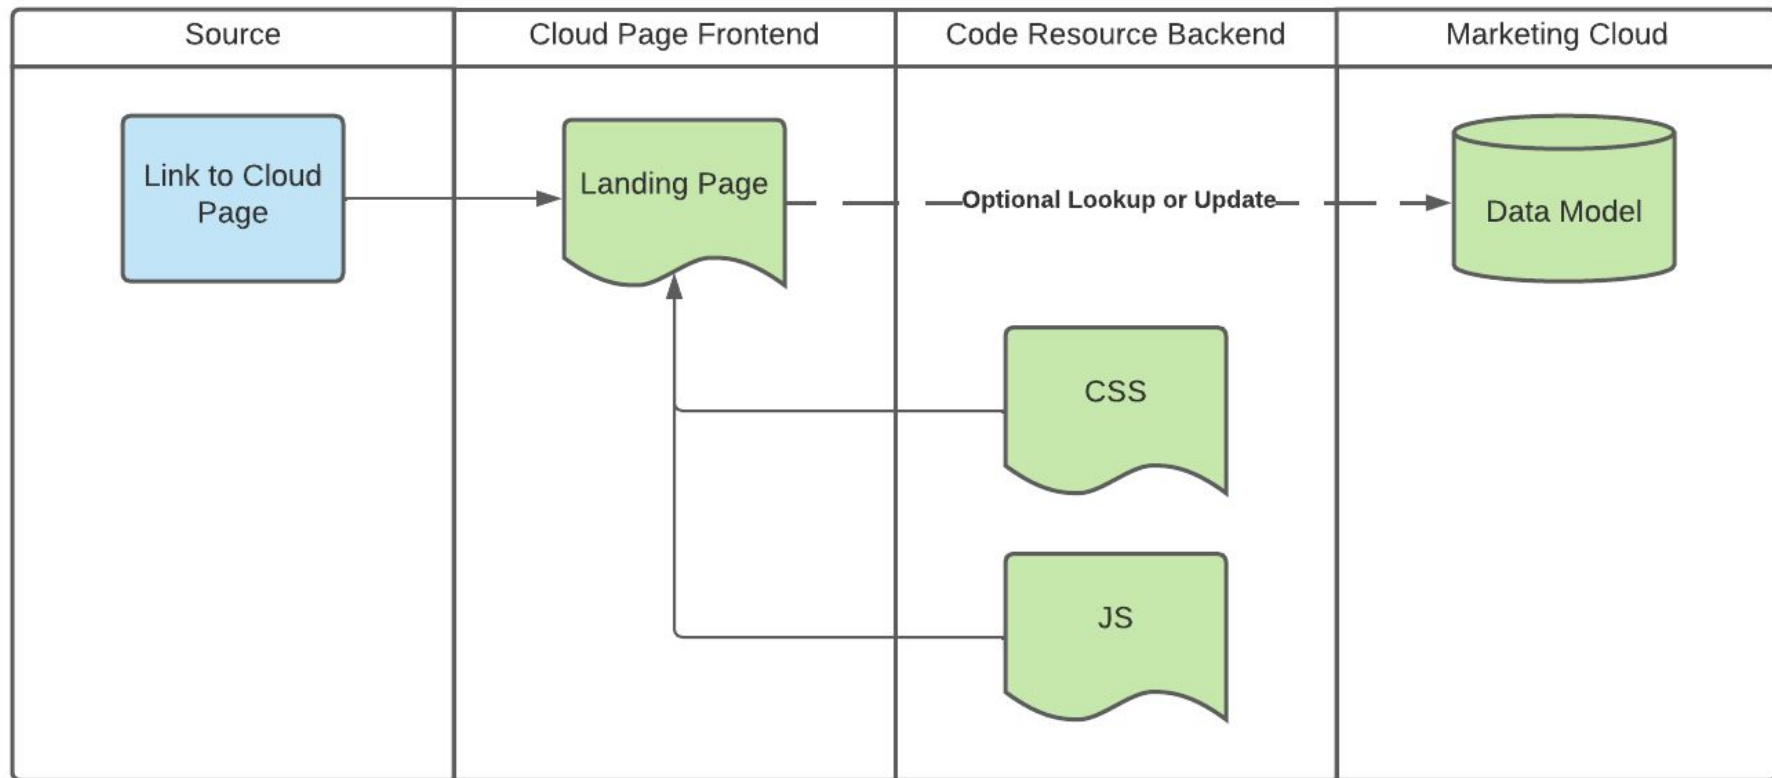 Source
Cloud Page Frontend
Code Resource Backend
Marketing Cloud
Link to Cloud
Page
Landing Page
Optional Lookup or Update
Data Model
CSS
JS